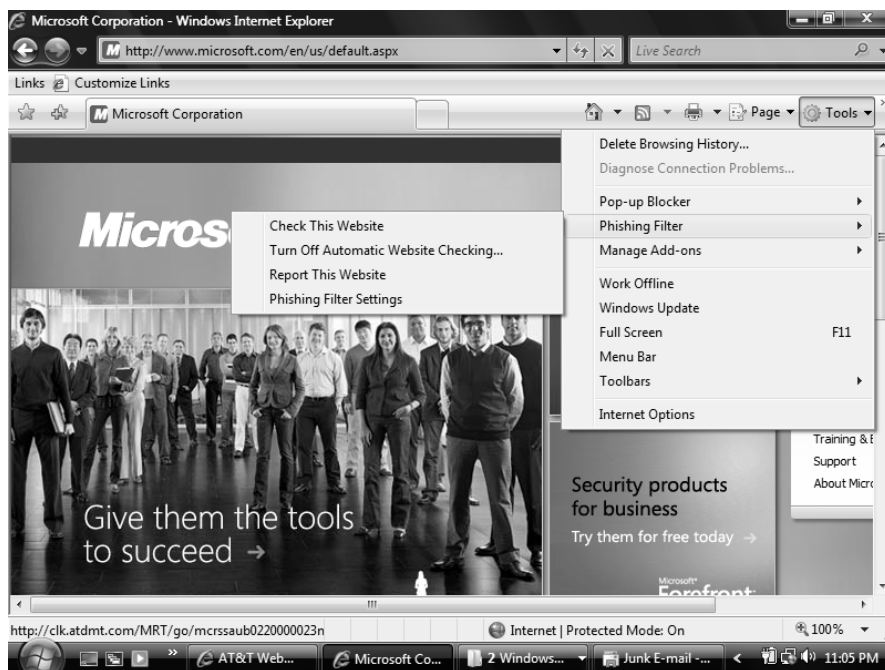 Microsoft Corporation - Windows Internet Explorer
http://www.microsoft.com/en/us/default.aspx
Live Search
Links Customize Links
Microsoft Corporation
Page Tools
Delete Browsing History...
Diagnose Connection Problems...
Pop-up Blocker
Phishing Filter
Manage Add-ons
Work Offline
Windows Update
Full Screen F11
Menu Bar
Toolbars
Internet Options
Check This Website
Turn Off Automatic Website Checking...
Report This Website
Phishing Filter Settings
Micros
Training & E
Support
About Micro
Give them the tools
to succeed →
Security products
for business
Try them for free today →
Microsoft*
Forefront
http://clk.atdmt.com/MRT/go/mcrssaub0220000023n
Internet | Protected Mode: On
100%
AT&T Web...
Microsoft Co...
2 Windows...
Junk E-mail -...
11:05 PM